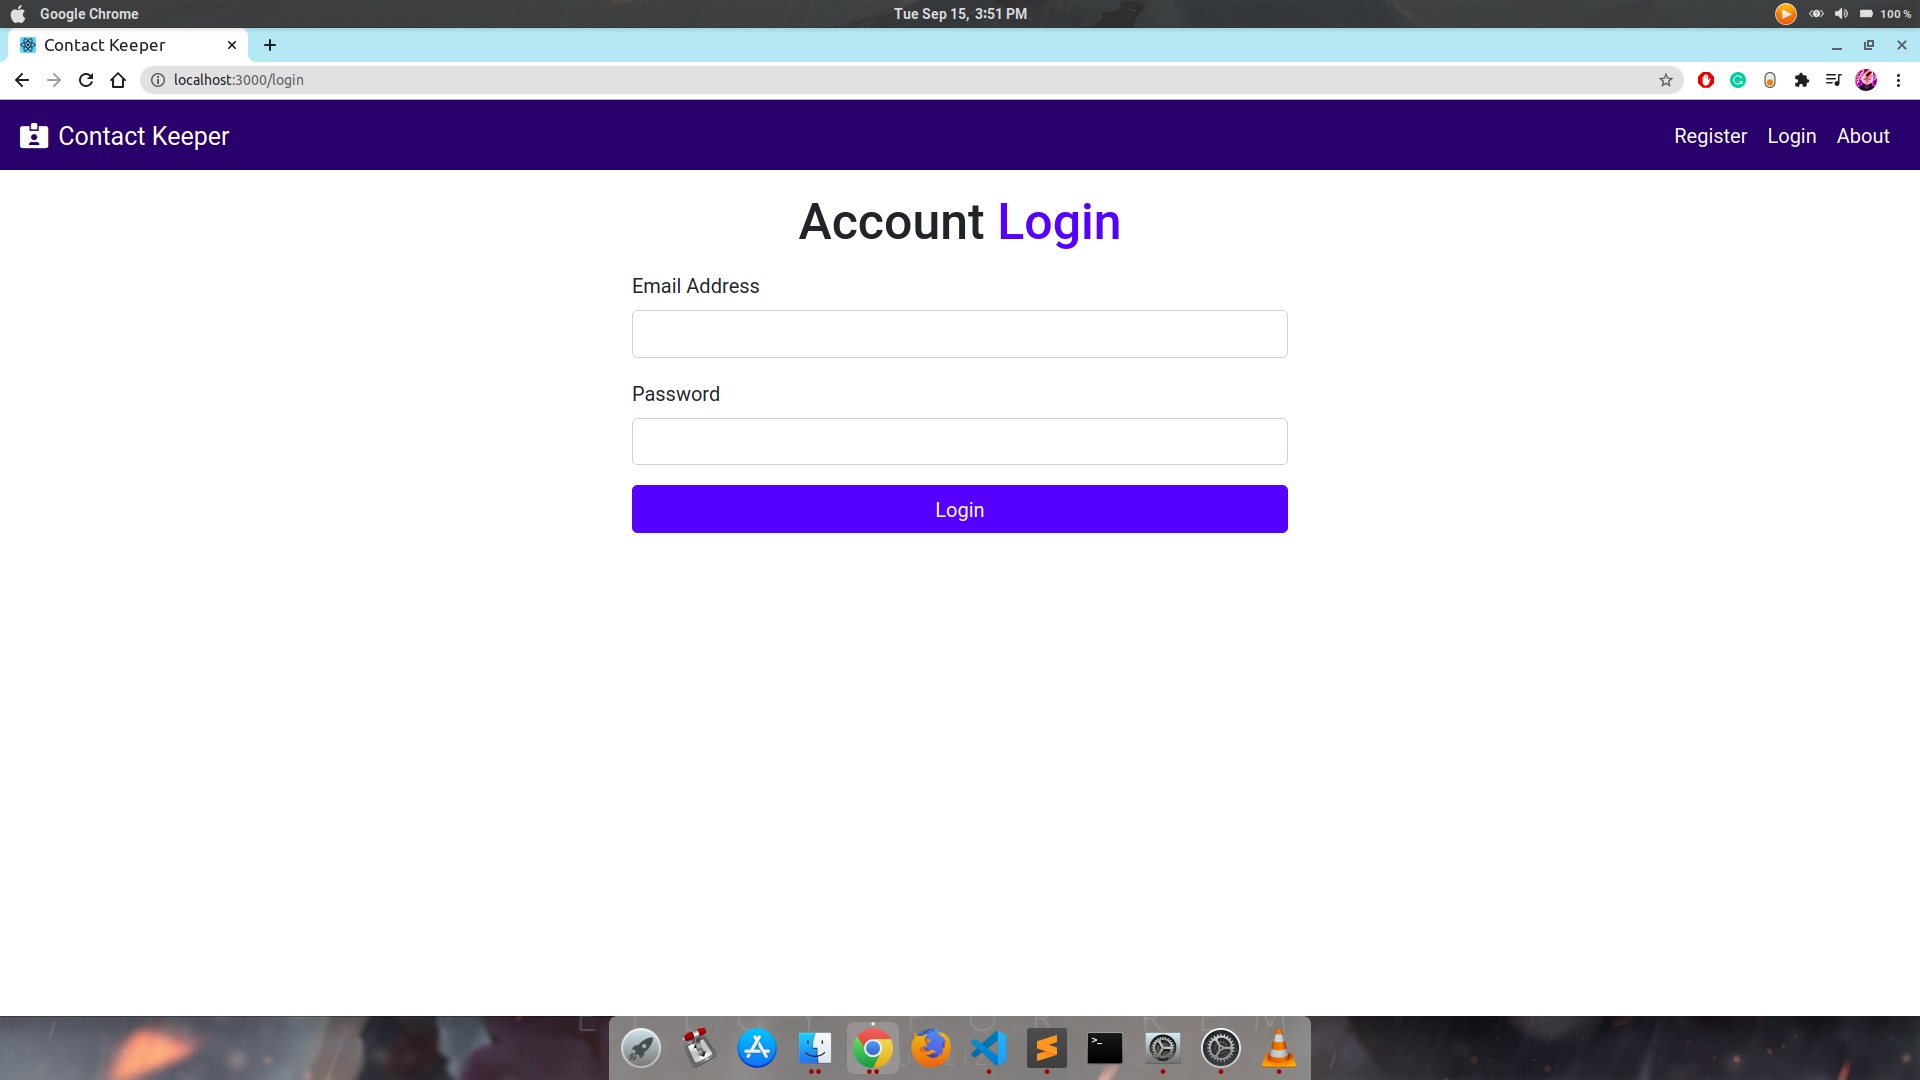 Google Chrome
Tue Sep 15, 3:51 PM
100 %
Contact Keeper
localhost:3000/login
Contact Keeper
Register Login About
Account Login
Email Address
Password
Login
>_